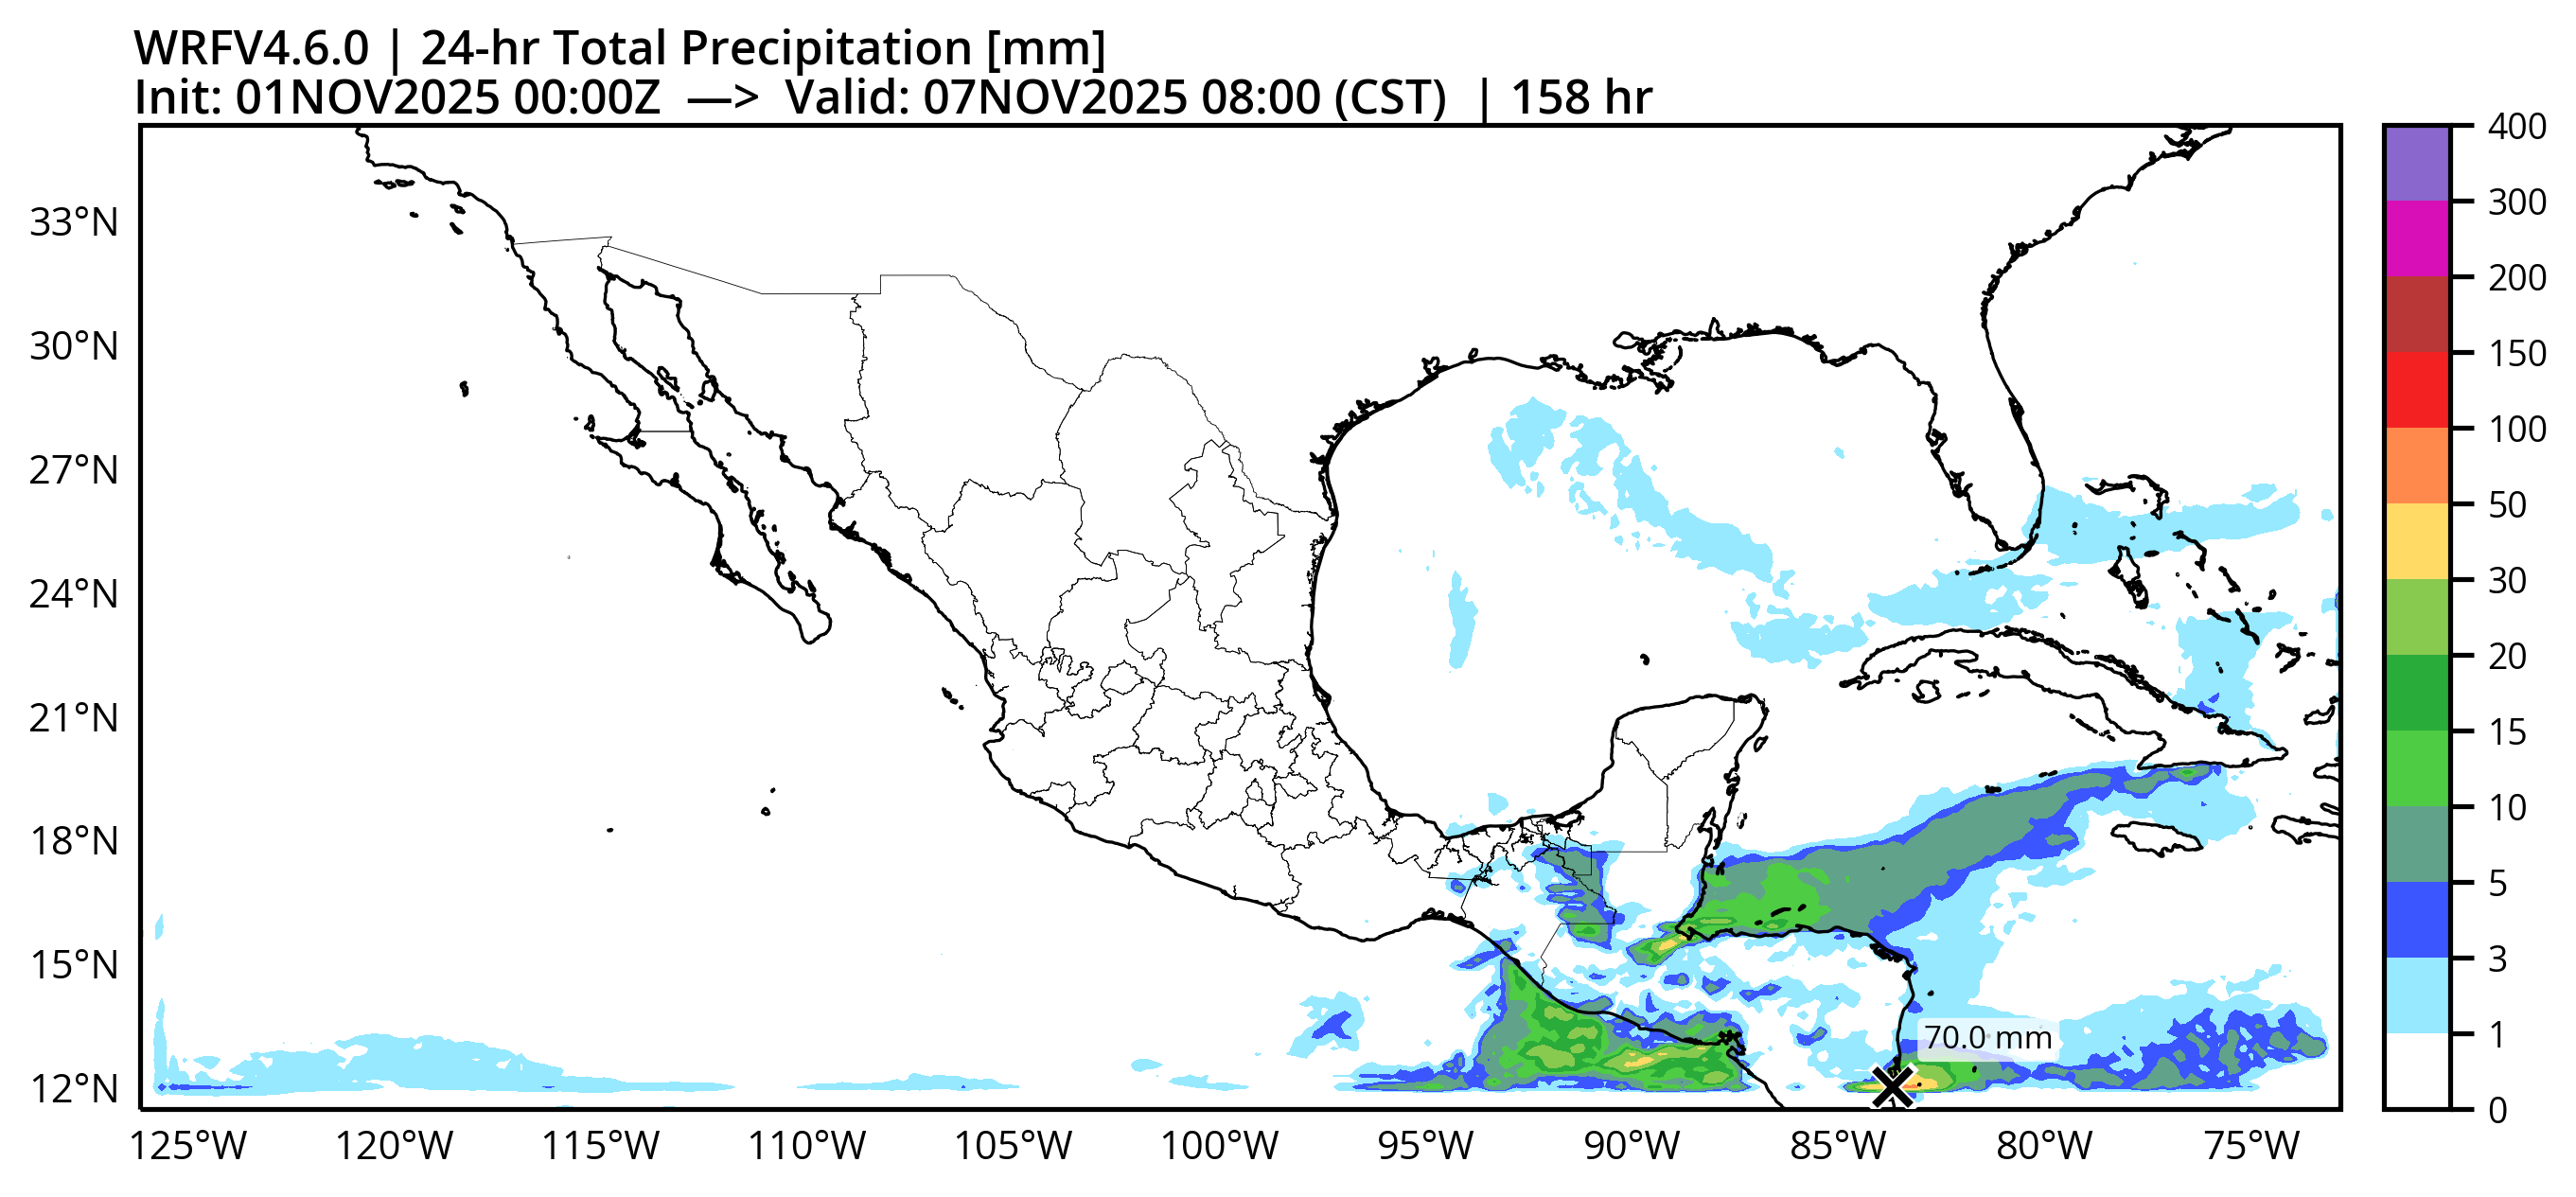 WRFV4.6.0 | 24-hr Total Precipitation [mm]
Init: 01NOV2025 00:00Z —> Valid: 07NOV2025 08:00 (CST) | 158 hr
33°N
30°N
27°N
24°N
21°N
18°N
15°N
12°N
70.0 mm
125°W 120°W 115°W 110°W 105°W 100°W 95°W 90°W 85°W 80°W 75°W
400
300
200
150
100
50
30
20
15
10
5
3
1
0